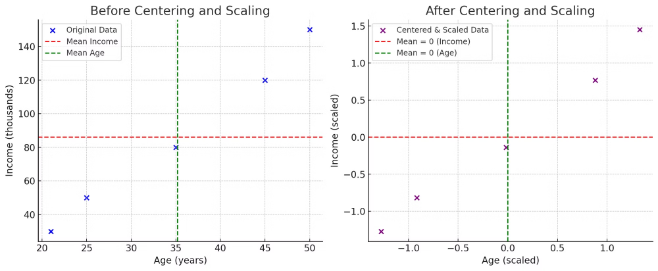 Before Centering and Scaling
Original Data
Mean Income
Mean Age
Income (thousands)
140
120
100
80
60
40
20
25
30
35
40
45
50
Age (years)
After Centering and Scaling
Centered & Scaled Data
Mean = 0 (Income)
Mean = 0 (Age)
Income (scaled)
1.5
1.0
0.5
0.0
−0.5
−1.0
−1.0
−0.5
0.0
0.5
1.0
Age (scaled)